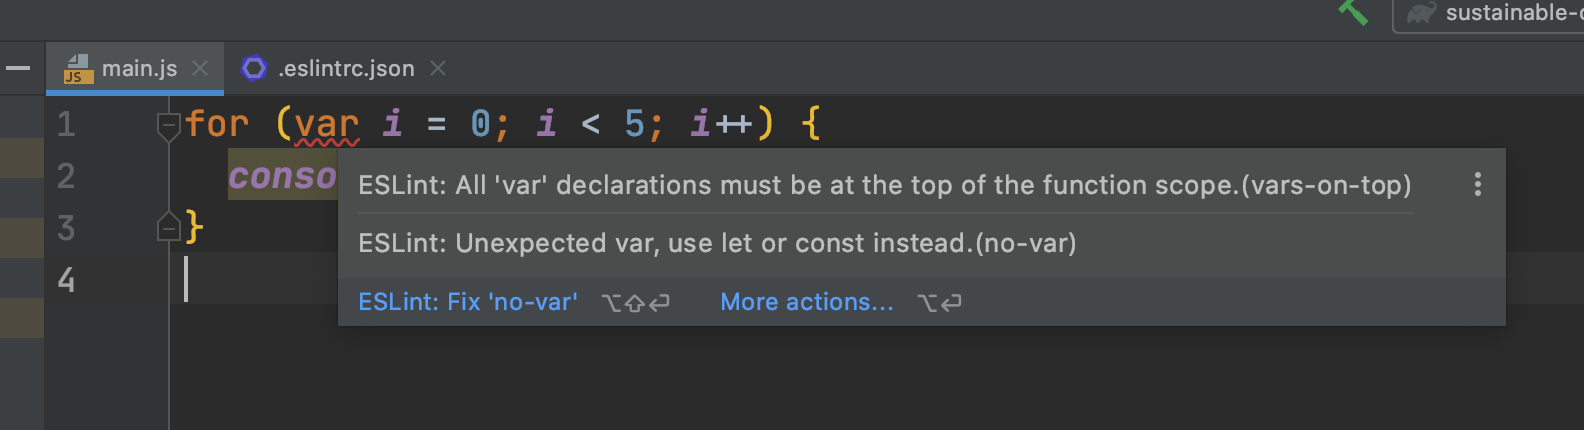 sustainable-
JS main.js .eslintrc.json
1 for (var i = 0; i < 5; i++) {
2 conso
3 }
4
ESLint: All 'var' declarations must be at the top of the function scope.(vars-on-top)
ESLint: Unexpected var, use let or const instead.(no-var)
ESLint: Fix 'no-var' ⌥⇧⏎ More actions... ⌥⏎